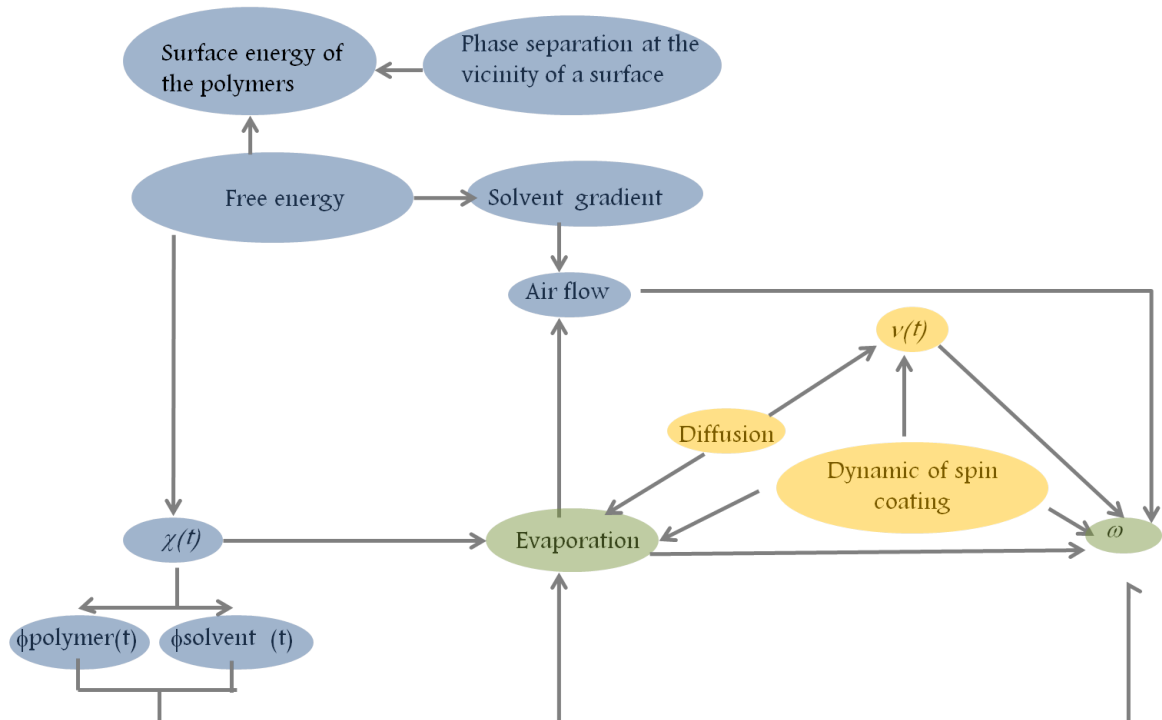 Surface energy of
the polymers
Phase separation at the
vicinity of a surface
Free energy
Solvent gradient
Air flow
ν(t)
Diffusion
Dynamic of spin
coating
χ(t)
Evaporation
ω
ϕpolymer(t)
ϕsolvent (t)